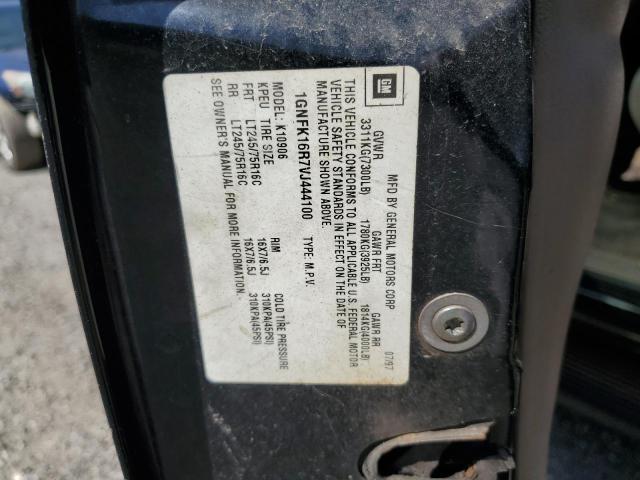 GM
MFD BY GENERAL MOTORS CORP 07/97
GVWR GAWR FRT GAWR RR
3311KG(7300LB) 1780KG(3925LB) 1814KG(4000LB)
THIS VEHICLE CONFORMS TO ALL APPLICABLE U.S. FEDERAL MOTOR
VEHICLE SAFETY STANDARDS IN EFFECT ON THE DATE OF
MANUFACTURE SHOWN ABOVE.
1GNFK16R7VJ444100 TYPE: M.P.V.
MODEL: K10906
KPEU TIRE SIZE RIM COLD TIRE PRESSURE
FRT LT245/75R16C 16X7/6.5J 310KPA(45PSI)
RR LT245/75R16C 16X7/6.5J 310KPA(45PSI)
SEE OWNER'S MANUAL FOR MORE INFORMATION.